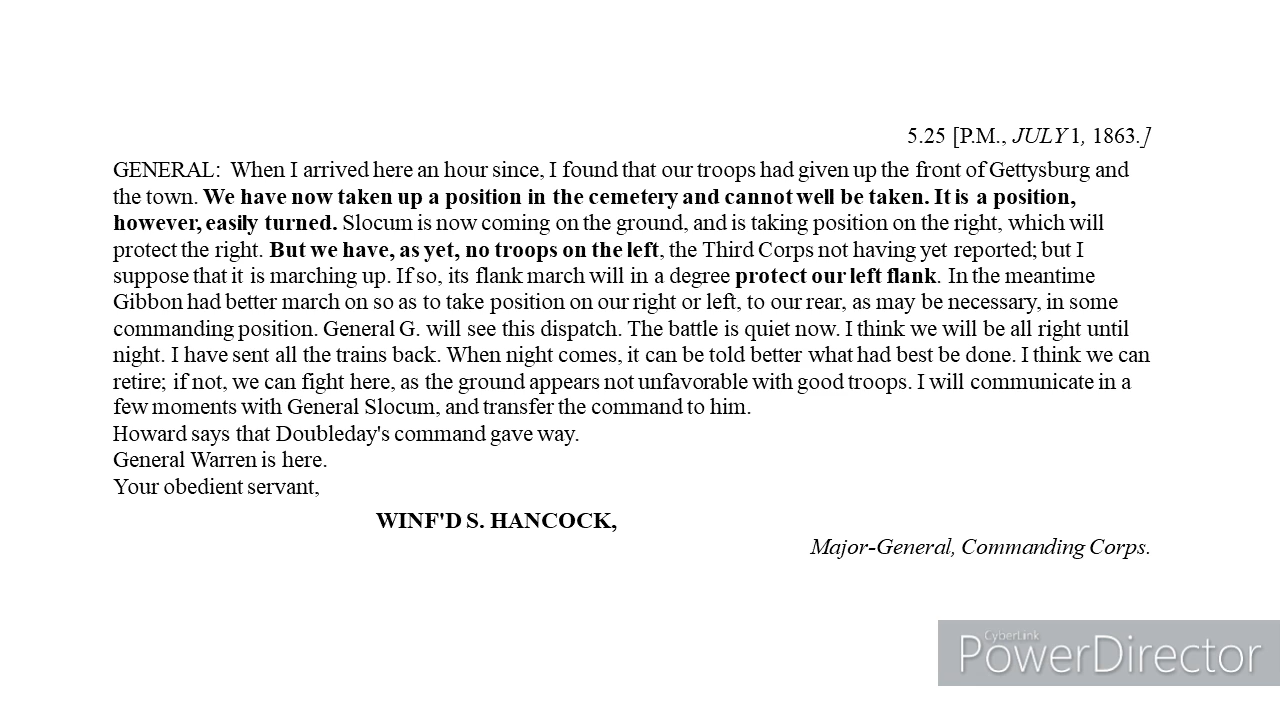 5.25 [P.M., JULY 1, 1863.]
GENERAL: When I arrived here an hour since, I found that our troops had given up the front of Gettysburg and
the town. We have now taken up a position in the cemetery and cannot well be taken. It is a position,
however, easily turned. Slocum is now coming on the ground, and is taking position on the right, which will
protect the right. But we have, as yet, no troops on the left, the Third Corps not having yet reported; but I
suppose that it is marching up. If so, its flank march will in a degree protect our left flank. In the meantime
Gibbon had better march on so as to take position on our right or left, to our rear, as may be necessary, in some
commanding position. General G. will see this dispatch. The battle is quiet now. I think we will be all right until
night. I have sent all the trains back. When night comes, it can be told better what had best be done. I think we can
retire; if not, we can fight here, as the ground appears not unfavorable with good troops. I will communicate in a
few moments with General Slocum, and transfer the command to him.
Howard says that Doubleday's command gave way.
General Warren is here.
Your obedient servant,
WINF'D S. HANCOCK,
Major-General, Commanding Corps.
CyberLink
PowerDirector